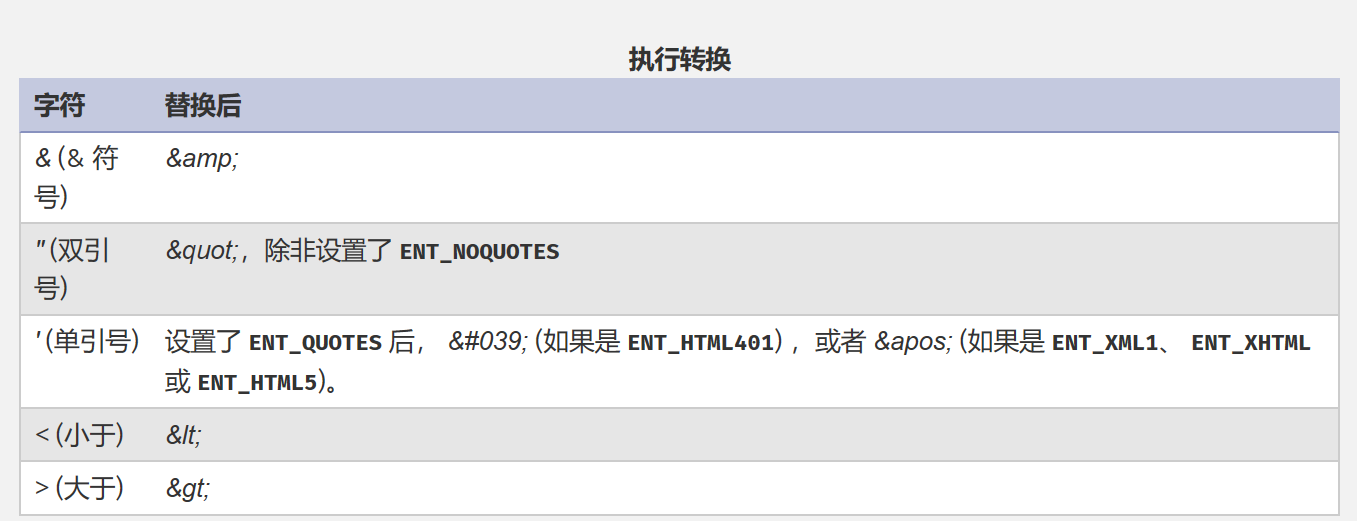 执行转换
字符 替换后
& (& 符 &amp;
号)
" (双引 &quot;，除非设置了 ENT_NOQUOTES
号)
' (单引号) 设置了 ENT_QUOTES 后， &#039; (如果是 ENT_HTML401) ，或者 &apos; (如果是 ENT_XML1、 ENT_XHTML
或 ENT_HTML5)。
< (小于) &lt;
> (大于) &gt;